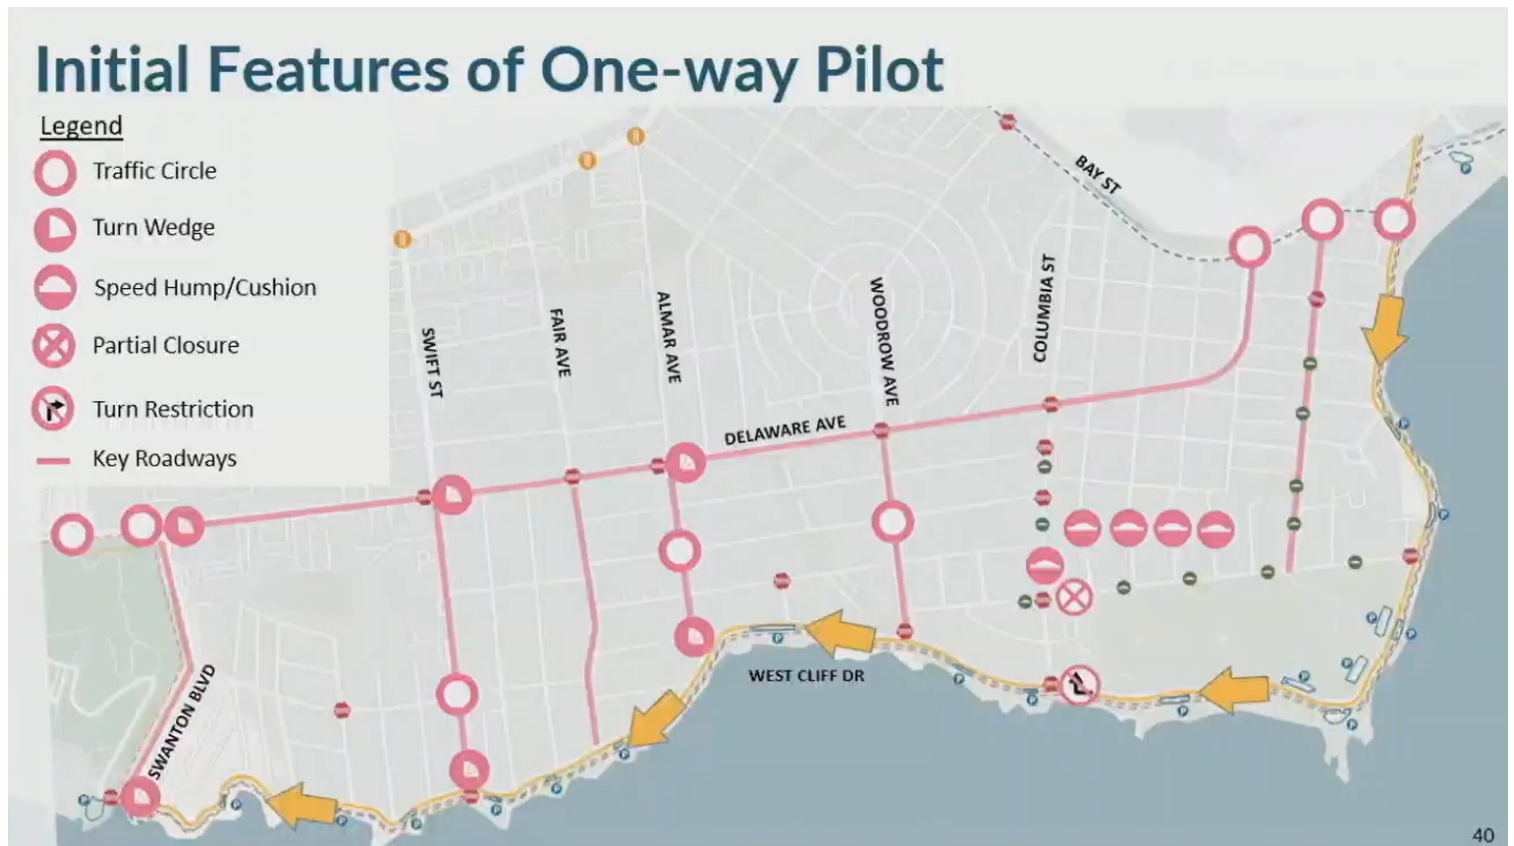 Initial Features of One-way Pilot
Legend
Traffic Circle
Turn Wedge
Speed Hump/Cushion
Partial Closure
Turn Restriction
Key Roadways
BAY ST
COLUMBIA ST
WOODROW AVE
ALMAR AVE
FAIR AVE
SWIFT ST
DELAWARE AVE
WEST CLIFF DR
SWANTON BLVD
40